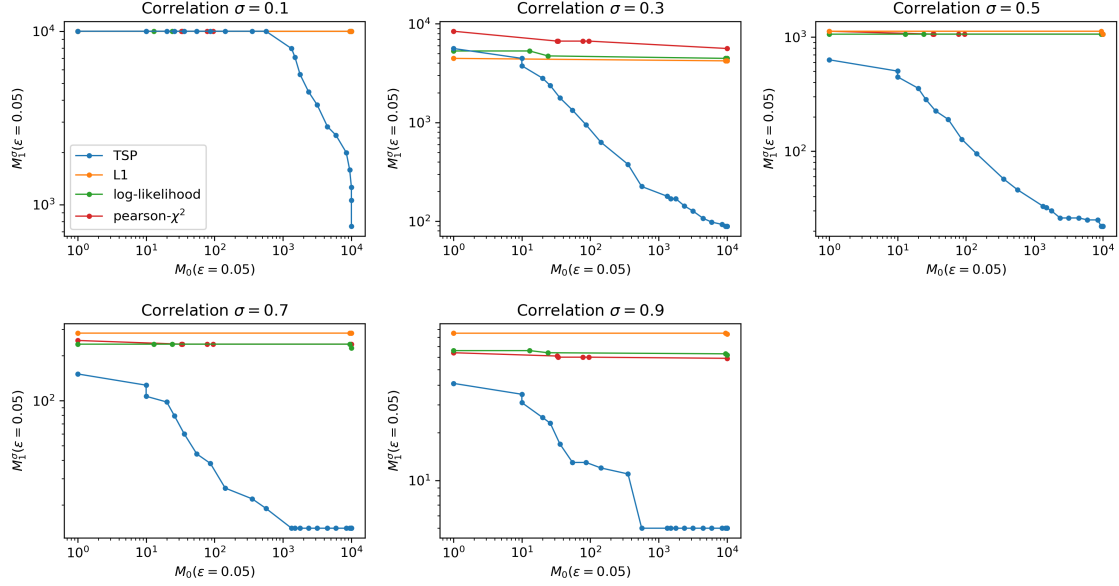 Correlation σ = 0.1
Correlation σ = 0.3
Correlation σ = 0.5
M₁^σ(ε = 0.05)
10⁴
10³
TSP
L1
log-likelihood
pearson-χ²
10⁰ 10¹ 10² 10³ 10⁴
M₀(ε = 0.05)
M₁^σ(ε = 0.05)
10⁴
10³
10²
10⁰ 10¹ 10² 10³ 10⁴
M₀(ε = 0.05)
M₁^σ(ε = 0.05)
10³
10²
10⁰ 10¹ 10² 10³ 10⁴
M₀(ε = 0.05)
Correlation σ = 0.7
Correlation σ = 0.9
M₁^σ(ε = 0.05)
10²
10⁰ 10¹ 10² 10³ 10⁴
M₀(ε = 0.05)
M₁^σ(ε = 0.05)
10¹
10⁰ 10¹ 10² 10³ 10⁴
M₀(ε = 0.05)